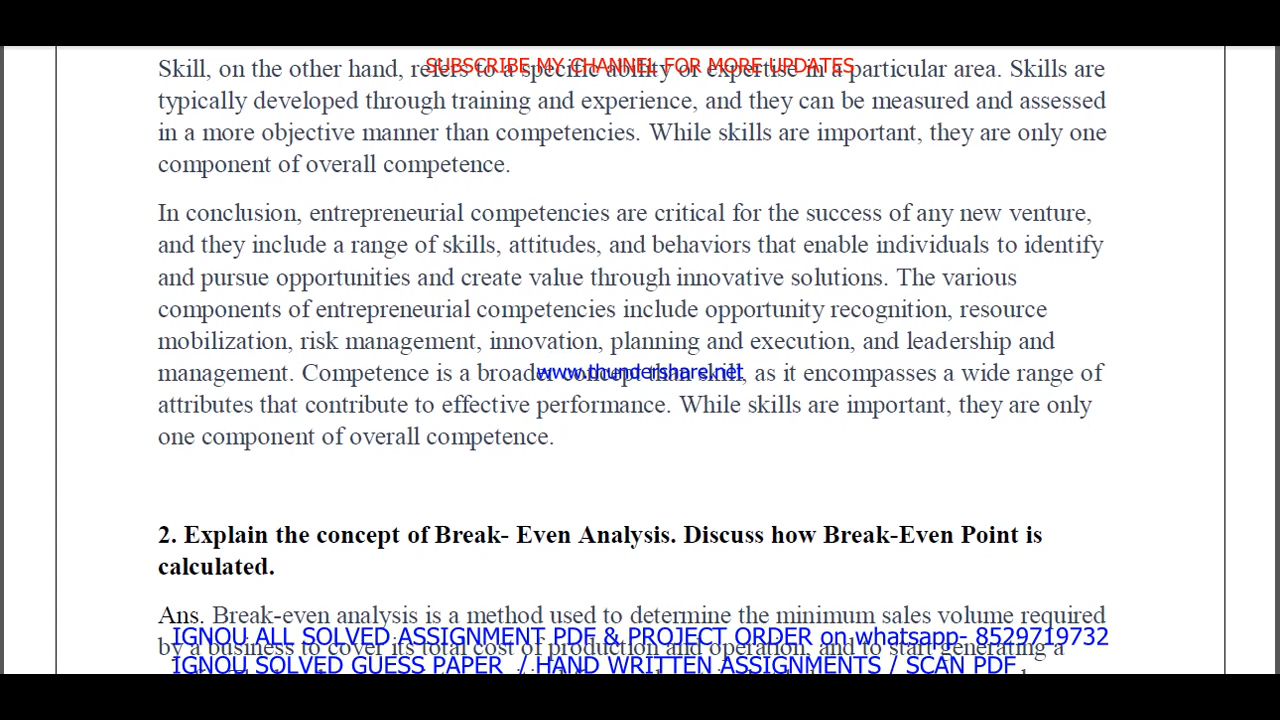 Skill, on the other hand, refers to a specific ability or expertise in a particular area. Skills are
SUBSCRIBE MY CHANNEL FOR MORE UPDATES
typically developed through training and experience, and they can be measured and assessed
in a more objective manner than competencies. While skills are important, they are only one
component of overall competence.
In conclusion, entrepreneurial competencies are critical for the success of any new venture,
and they include a range of skills, attitudes, and behaviors that enable individuals to identify
and pursue opportunities and create value through innovative solutions. The various
components of entrepreneurial competencies include opportunity recognition, resource
mobilization, risk management, innovation, planning and execution, and leadership and
management. Competence is a broader concept than skill, as it encompasses a wide range of
www.thundershare.net
attributes that contribute to effective performance. While skills are important, they are only
one component of overall competence.
2. Explain the concept of Break- Even Analysis. Discuss how Break-Even Point is
calculated.
Ans. Break-even analysis is a method used to determine the minimum sales volume required
IGNOU ALL SOLVED ASSIGNMENT PDF & PROJECT ORDER on whatsapp- 8529719732
by a business to cover its total cost of production and operation, and to start generating a
IGNOU SOLVED GUESS PAPER / HAND WRITTEN ASSIGNMENTS / SCAN PDF